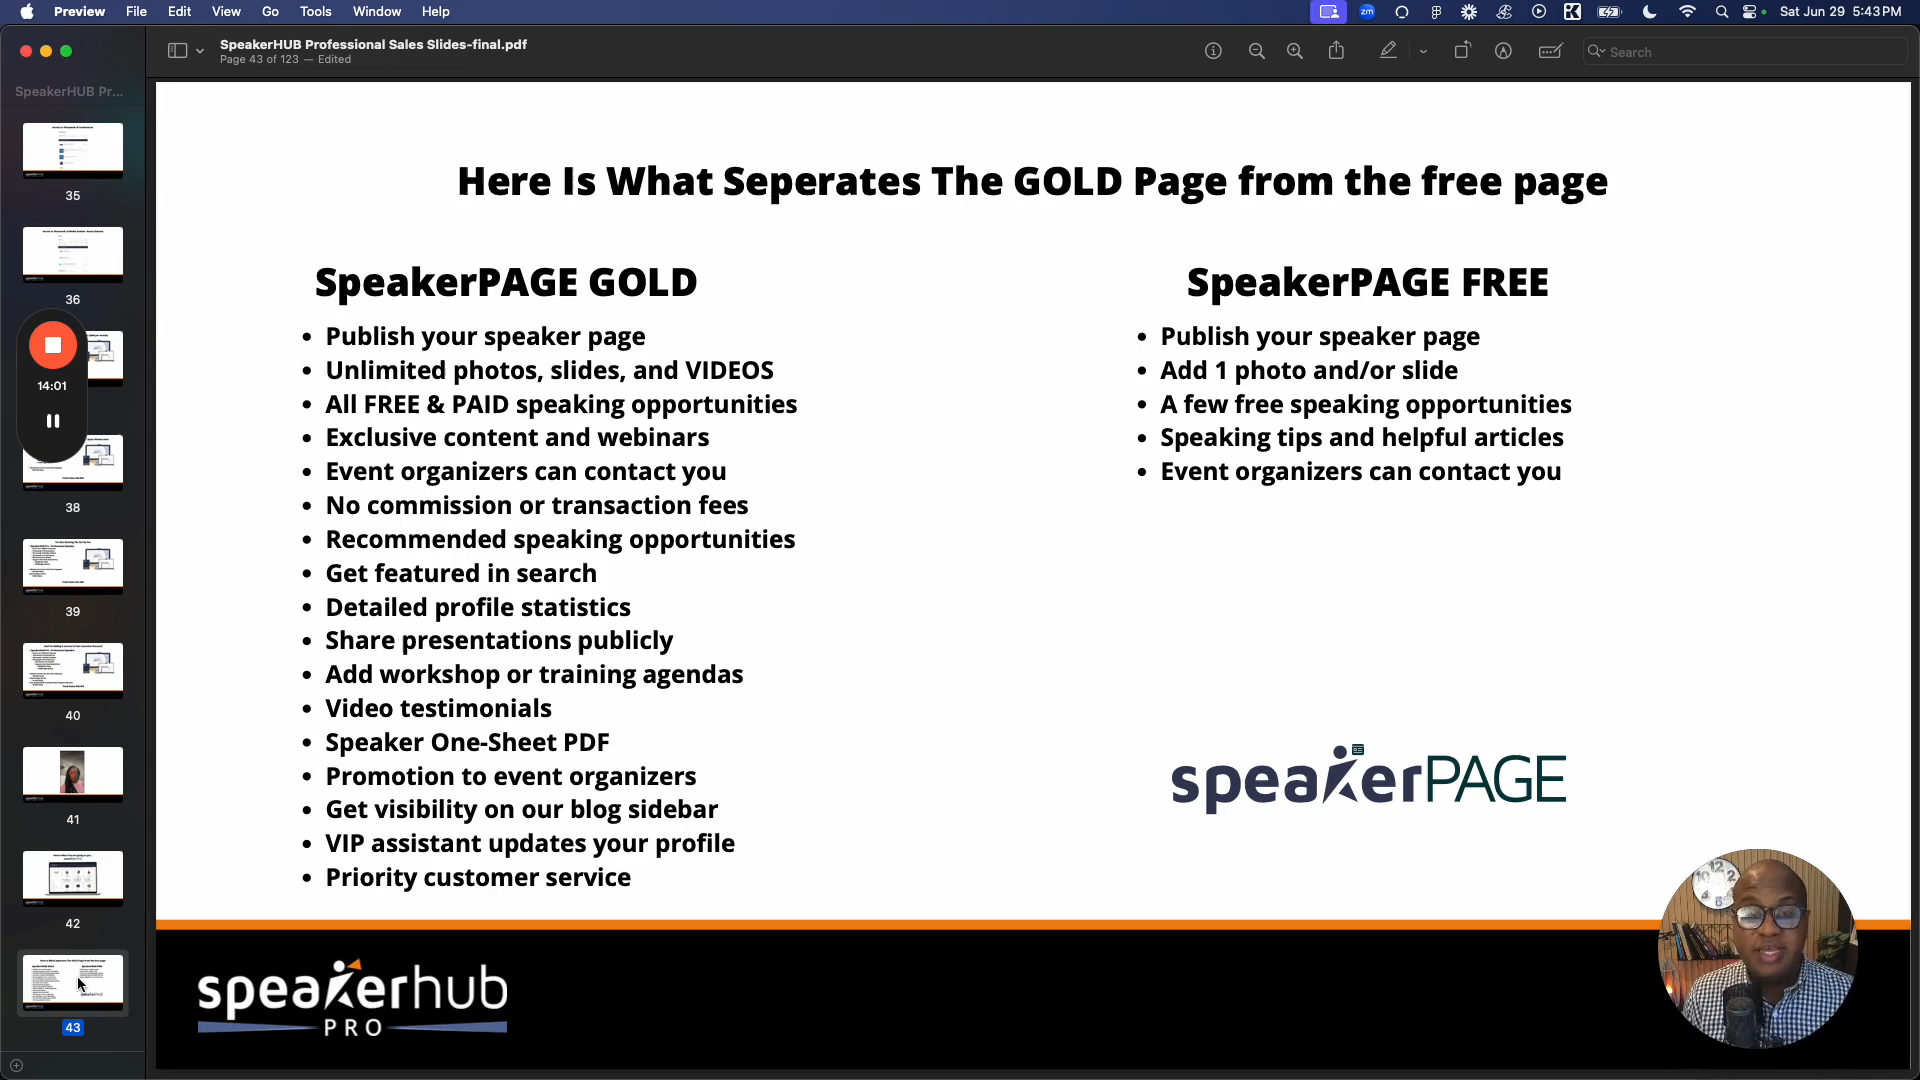 Preview File Edit View Go Tools Window Help
zm
Sat Jun 29 5:43 PM
SpeakerHUB Professional Sales Slides-final.pdf
Page 43 of 123 — Edited
Search
SpeakerHUB Pr...
35
36
14:01
38
39
40
41
42
43
Here Is What Seperates The GOLD Page from the free page
SpeakerPAGE GOLD
• Publish your speaker page
• Unlimited photos, slides, and VIDEOS
• All FREE & PAID speaking opportunities
• Exclusive content and webinars
• Event organizers can contact you
• No commission or transaction fees
• Recommended speaking opportunities
• Get featured in search
• Detailed profile statistics
• Share presentations publicly
• Add workshop or training agendas
• Video testimonials
• Speaker One-Sheet PDF
• Promotion to event organizers
• Get visibility on our blog sidebar
• VIP assistant updates your profile
• Priority customer service
SpeakerPAGE FREE
• Publish your speaker page
• Add 1 photo and/or slide
• A few free speaking opportunities
• Speaking tips and helpful articles
• Event organizers can contact you
speakerPAGE
speakerhub
PRO